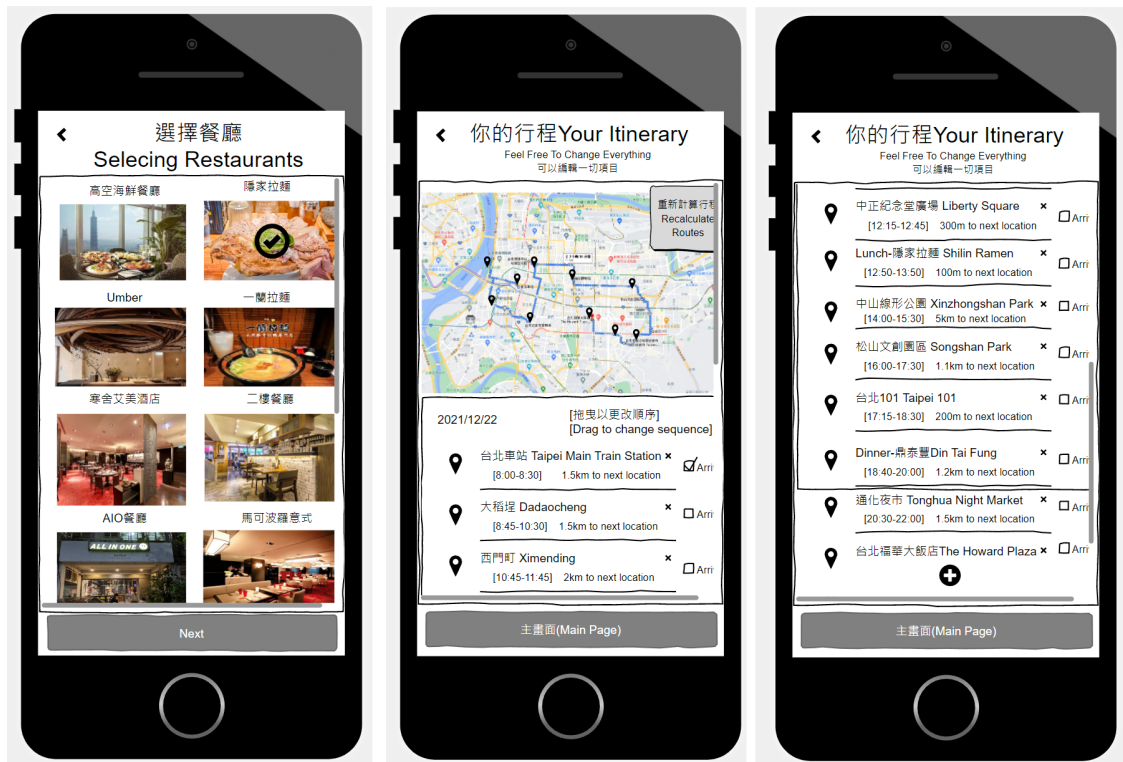 選擇餐廳
Selecing Restaurants
高空海鮮餐廳
隱家拉麵
Umber
一蘭拉麵
寒舍艾美酒店
二樓餐廳
AIO餐廳
馬可波羅意式
ALL IN ONE
Next
你的行程Your Itinerary
Feel Free To Change Everything
可以編輯一切項目
重新計算行程
Recalculate
Routes
2021/12/22
[拖曳以更改順序]
[Drag to change sequence]
台北車站 Taipei Main Train Station ×
[8:00-8:30] 1.5km to next location
Arri
大稻埕 Dadaocheng ×
[8:45-10:30] 1.5km to next location
Arri
西門町 Ximending ×
[10:45-11:45] 2km to next location
Arri
主畫面(Main Page)
你的行程Your Itinerary
Feel Free To Change Everything
可以編輯一切項目
中正紀念堂廣場 Liberty Square ×
[12:15-12:45] 300m to next location
Arri
Lunch-隱家拉麵 Shilin Ramen ×
[12:50-13:50] 100m to next location
Arri
中山線形公園 Xinzhongshan Park ×
[14:00-15:30] 5km to next location
Arri
松山文創園區 Songshan Park ×
[16:00-17:30] 1.1km to next location
Arri
台北101 Taipei 101 ×
[17:15-18:30] 200m to next location
Arri
Dinner-鼎泰豐Din Tai Fung ×
[18:40-20:00] 1.2km to next location
Arri
通化夜市 Tonghua Night Market ×
[20:30-22:00] 1.5km to next location
Arri
台北福華大飯店The Howard Plaza ×
Arri
主畫面(Main Page)